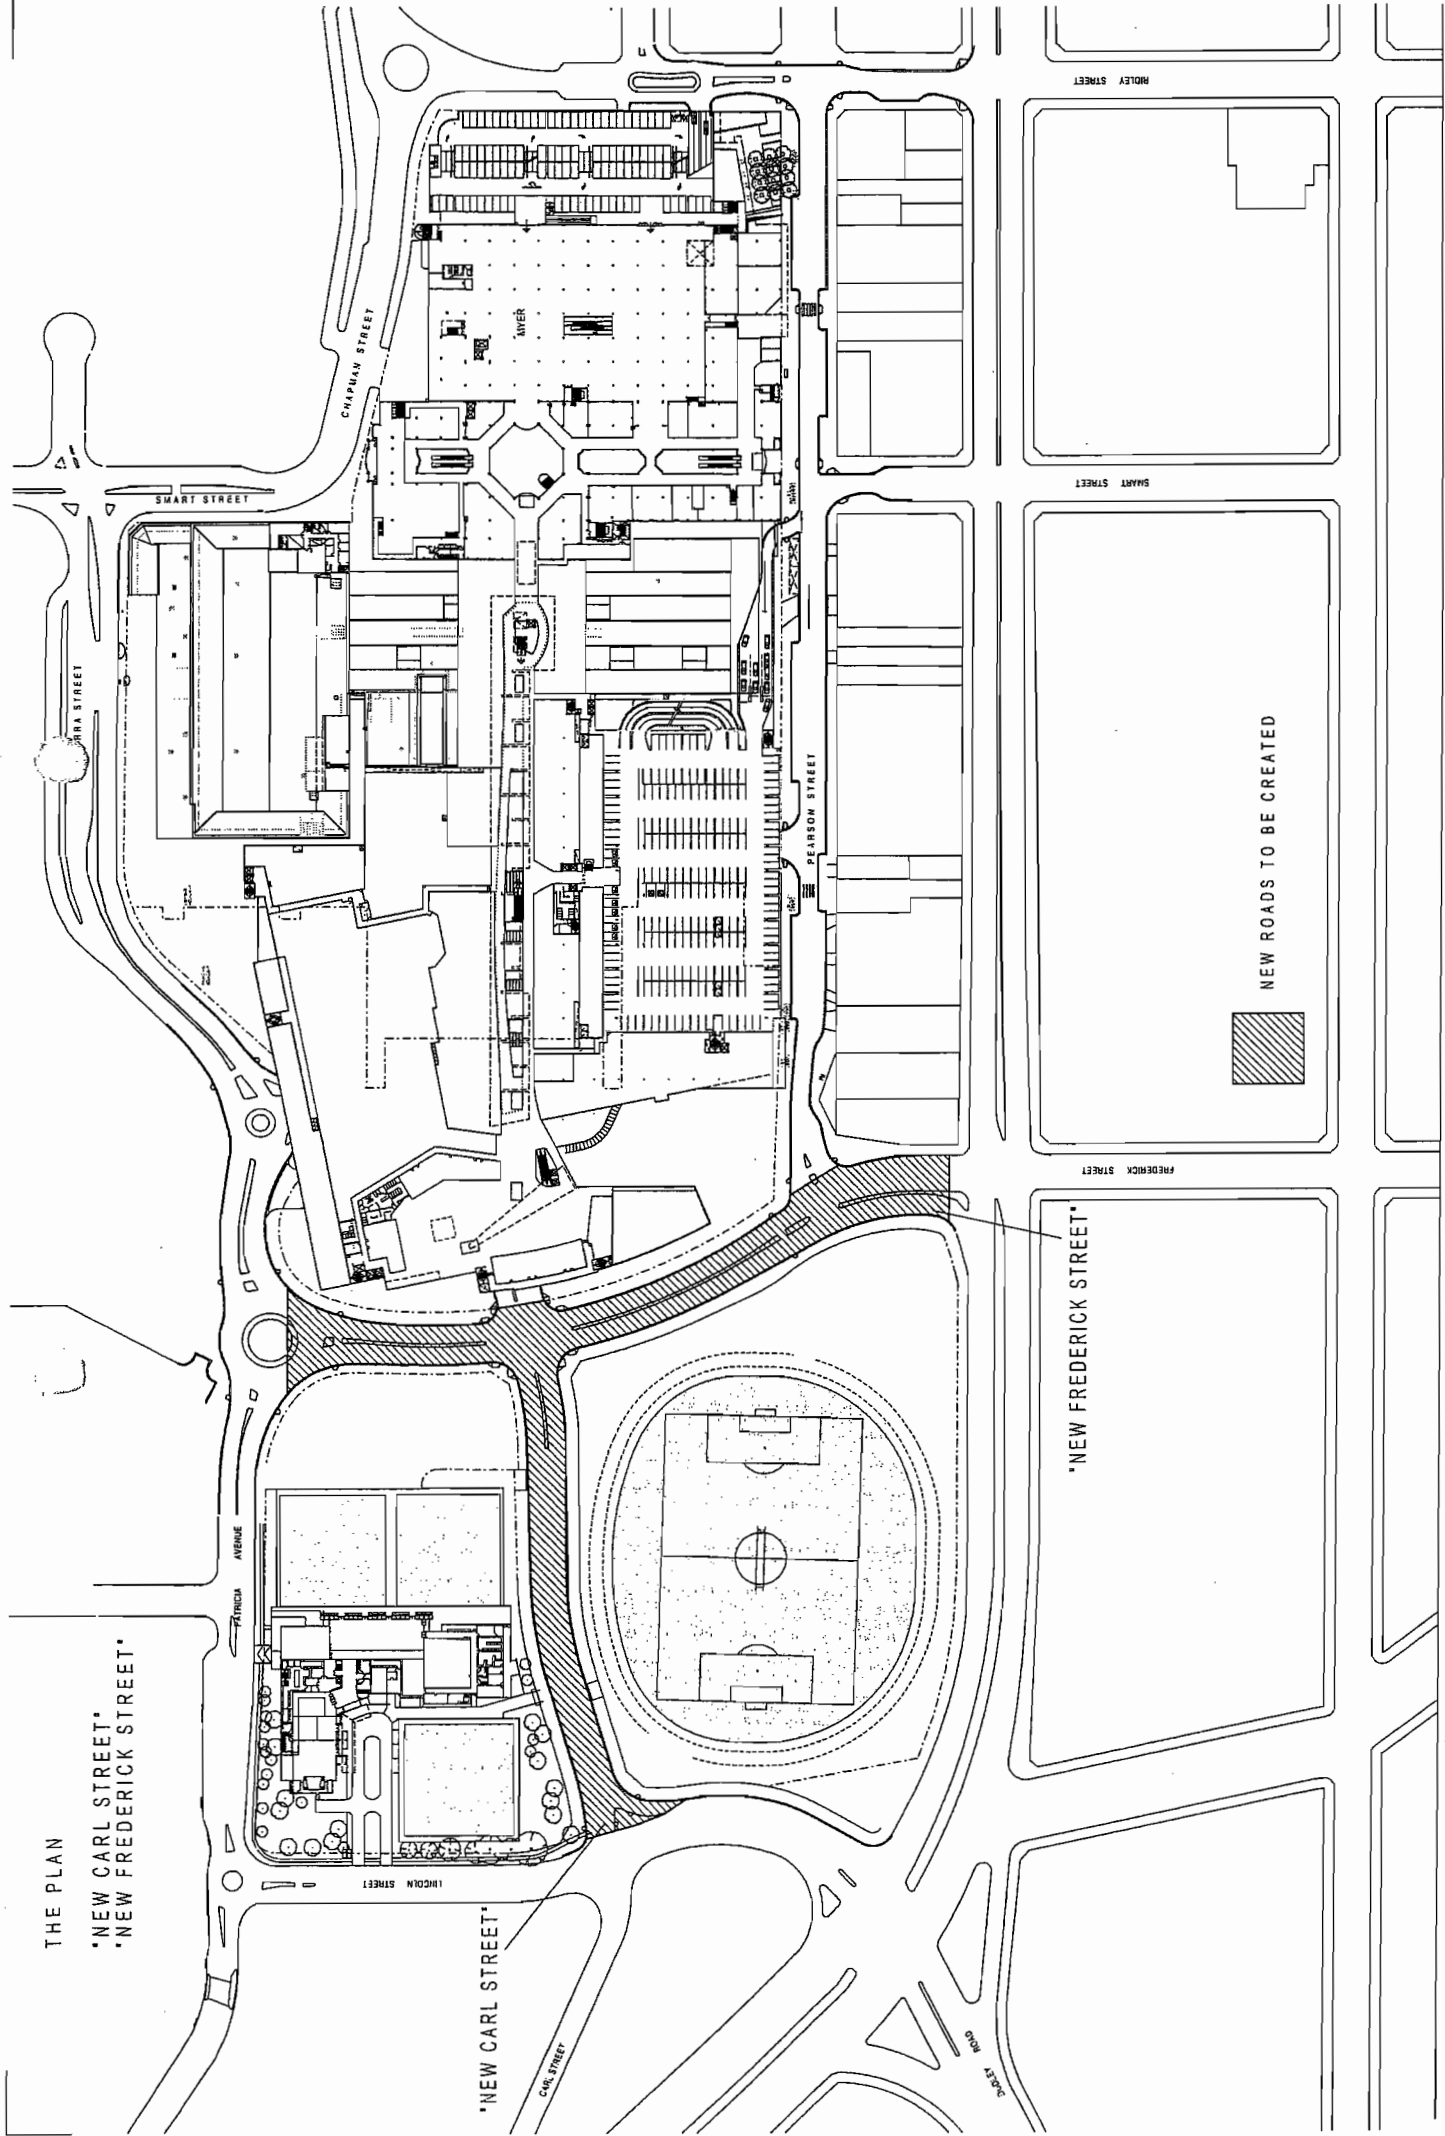 THE PLAN
"NEW CARL STREET"
"NEW FREDERICK STREET"
RIDLEY STREET
CHAPMAN STREET
MYER
SMART STREET
SMART STREET
STREET
PEARSON STREET
NEW ROADS TO BE CREATED
FREDERICK STREET
"NEW FREDERICK STREET"
PATRICIA AVENUE
LINCOLN STREET
"NEW CARL STREET"
CARL STREET
DUDLEY ROAD